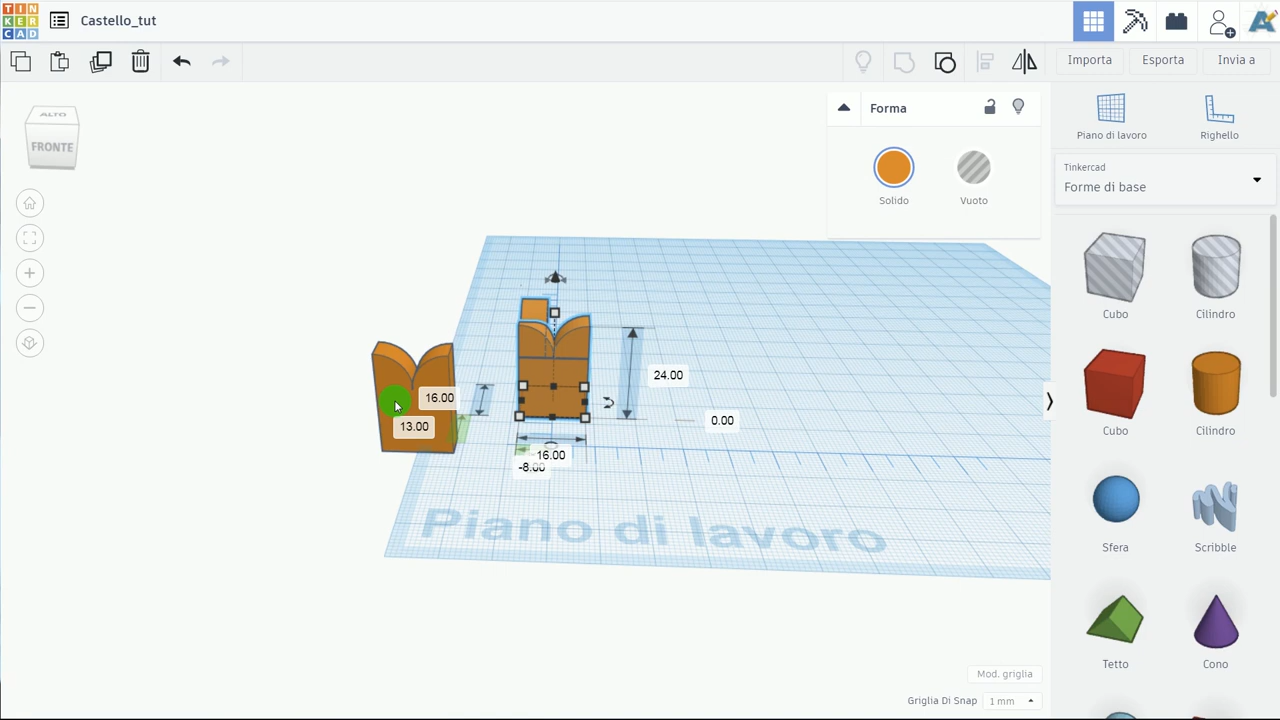 TIN
KER
CAD
Castello_tut
Importa
Esporta
Invia a
ALTO
FRONTE
Forma
Solido
Vuoto
Piano di lavoro
Righello
Tinkercad
Forme di base
Cubo
Cilindro
Cubo
Cilindro
Sfera
Scribble
Tetto
Cono
24.00
16.00
13.00
0.00
16.00
-8.00
Piano di lavoro
Mod. griglia
Griglia Di Snap
1 mm